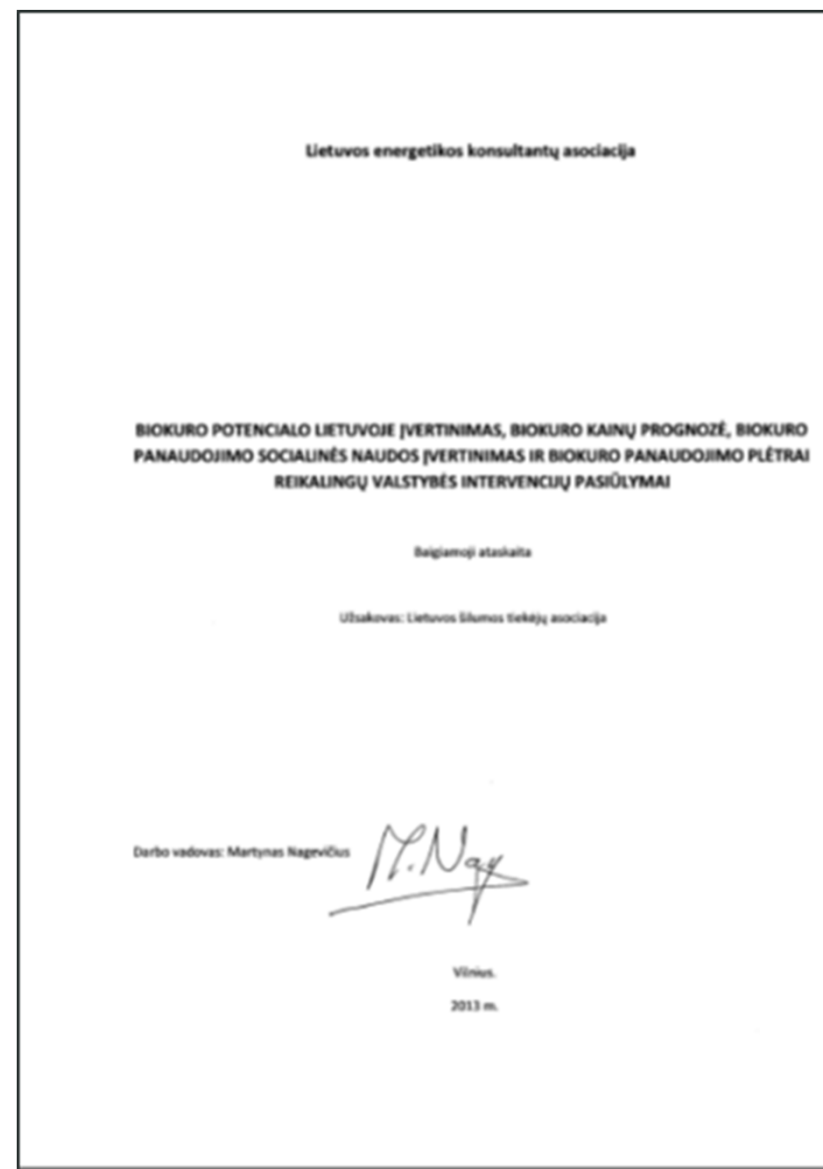 Lietuvos energetikos konsultantų asociacija
BIOKURO POTENCIALO LIETUVOJE ĮVERTINIMAS, BIOKURO KAINŲ PROGNOZĖ, BIOKURO
PANAUDOJIMO SOCIALINĖS NAUDOS ĮVERTINIMAS IR BIOKURO PANAUDOJIMO PLĖTRAI
REIKALINGŲ VALSTYBĖS INTERVENCIJŲ PASIŪLYMAI
Baigiamoji ataskaita
Užsakovas: Lietuvos šilumos tiekėjų asociacija
Darbo vadovas: Martynas Nagevičius
M. Nag
Vilnius.
2013 m.